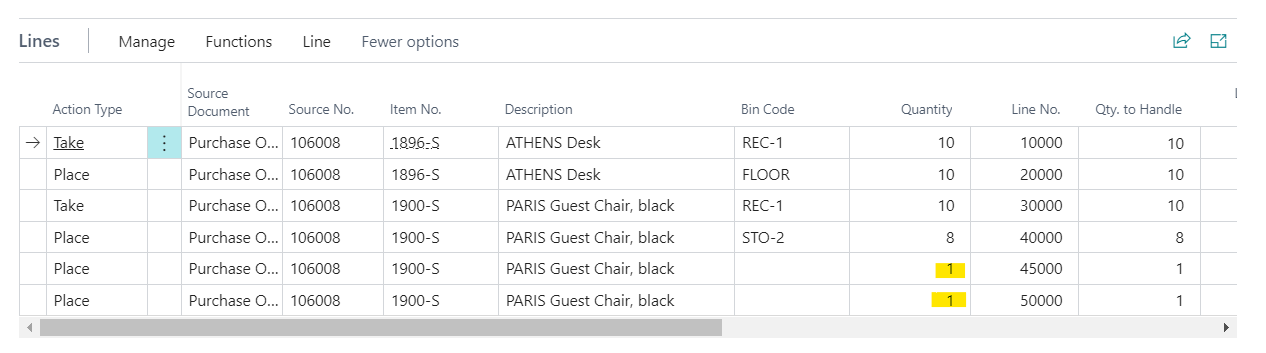 Lines Manage Functions Line Fewer options
Action Type Source Document Source No. Item No. Description Bin Code Quantity Line No. Qty. to Handle
Take Purchase O... 106008 1896-S ATHENS Desk REC-1 10 10000 10
Place Purchase O... 106008 1896-S ATHENS Desk FLOOR 10 20000 10
Take Purchase O... 106008 1900-S PARIS Guest Chair, black REC-1 10 30000 10
Place Purchase O... 106008 1900-S PARIS Guest Chair, black STO-2 8 40000 8
Place Purchase O... 106008 1900-S PARIS Guest Chair, black 1 45000 1
Place Purchase O... 106008 1900-S PARIS Guest Chair, black 1 50000 1